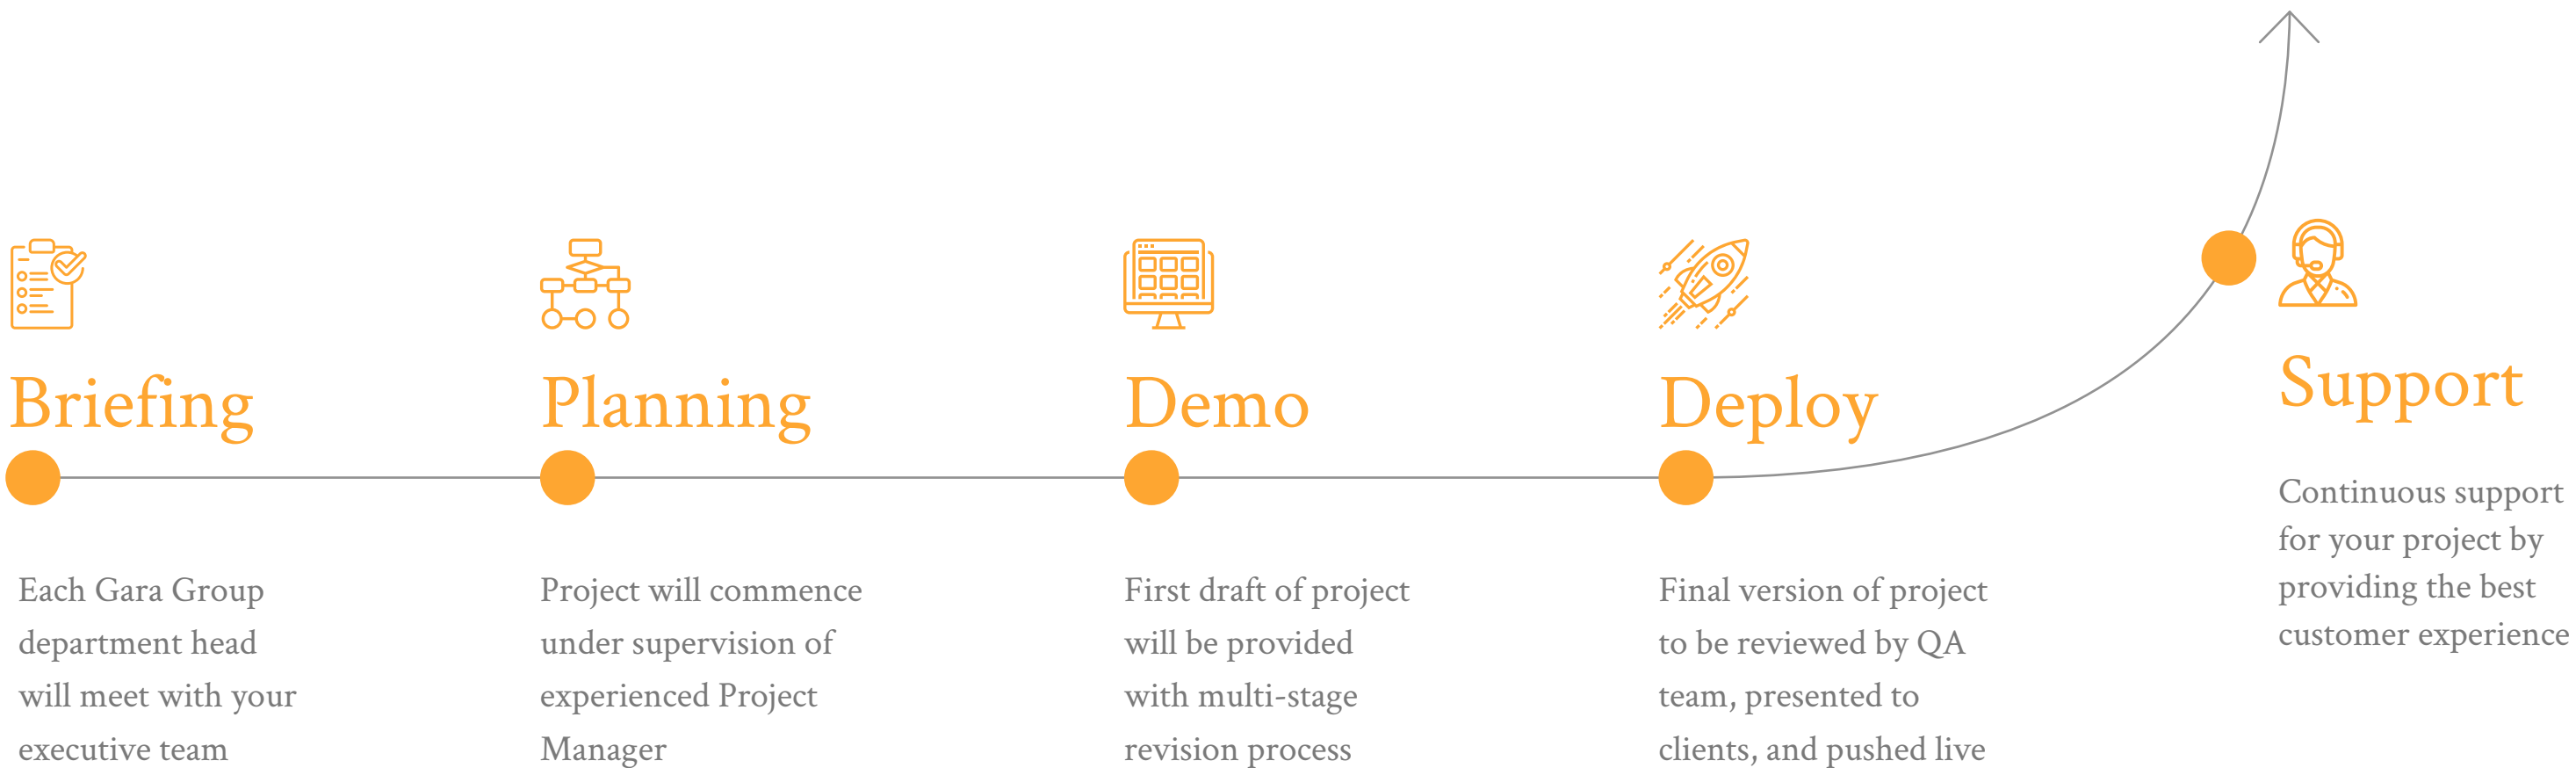 Briefing
Each Gara Group
department head
will meet with your
executive team
Planning
Project will commence
under supervision of
experienced Project
Manager
Demo
First draft of project
will be provided
with multi-stage
revision process
Deploy
Final version of project
to be reviewed by QA
team, presented to
clients, and pushed live
Support
Continuous support
for your project by
providing the best
customer experience